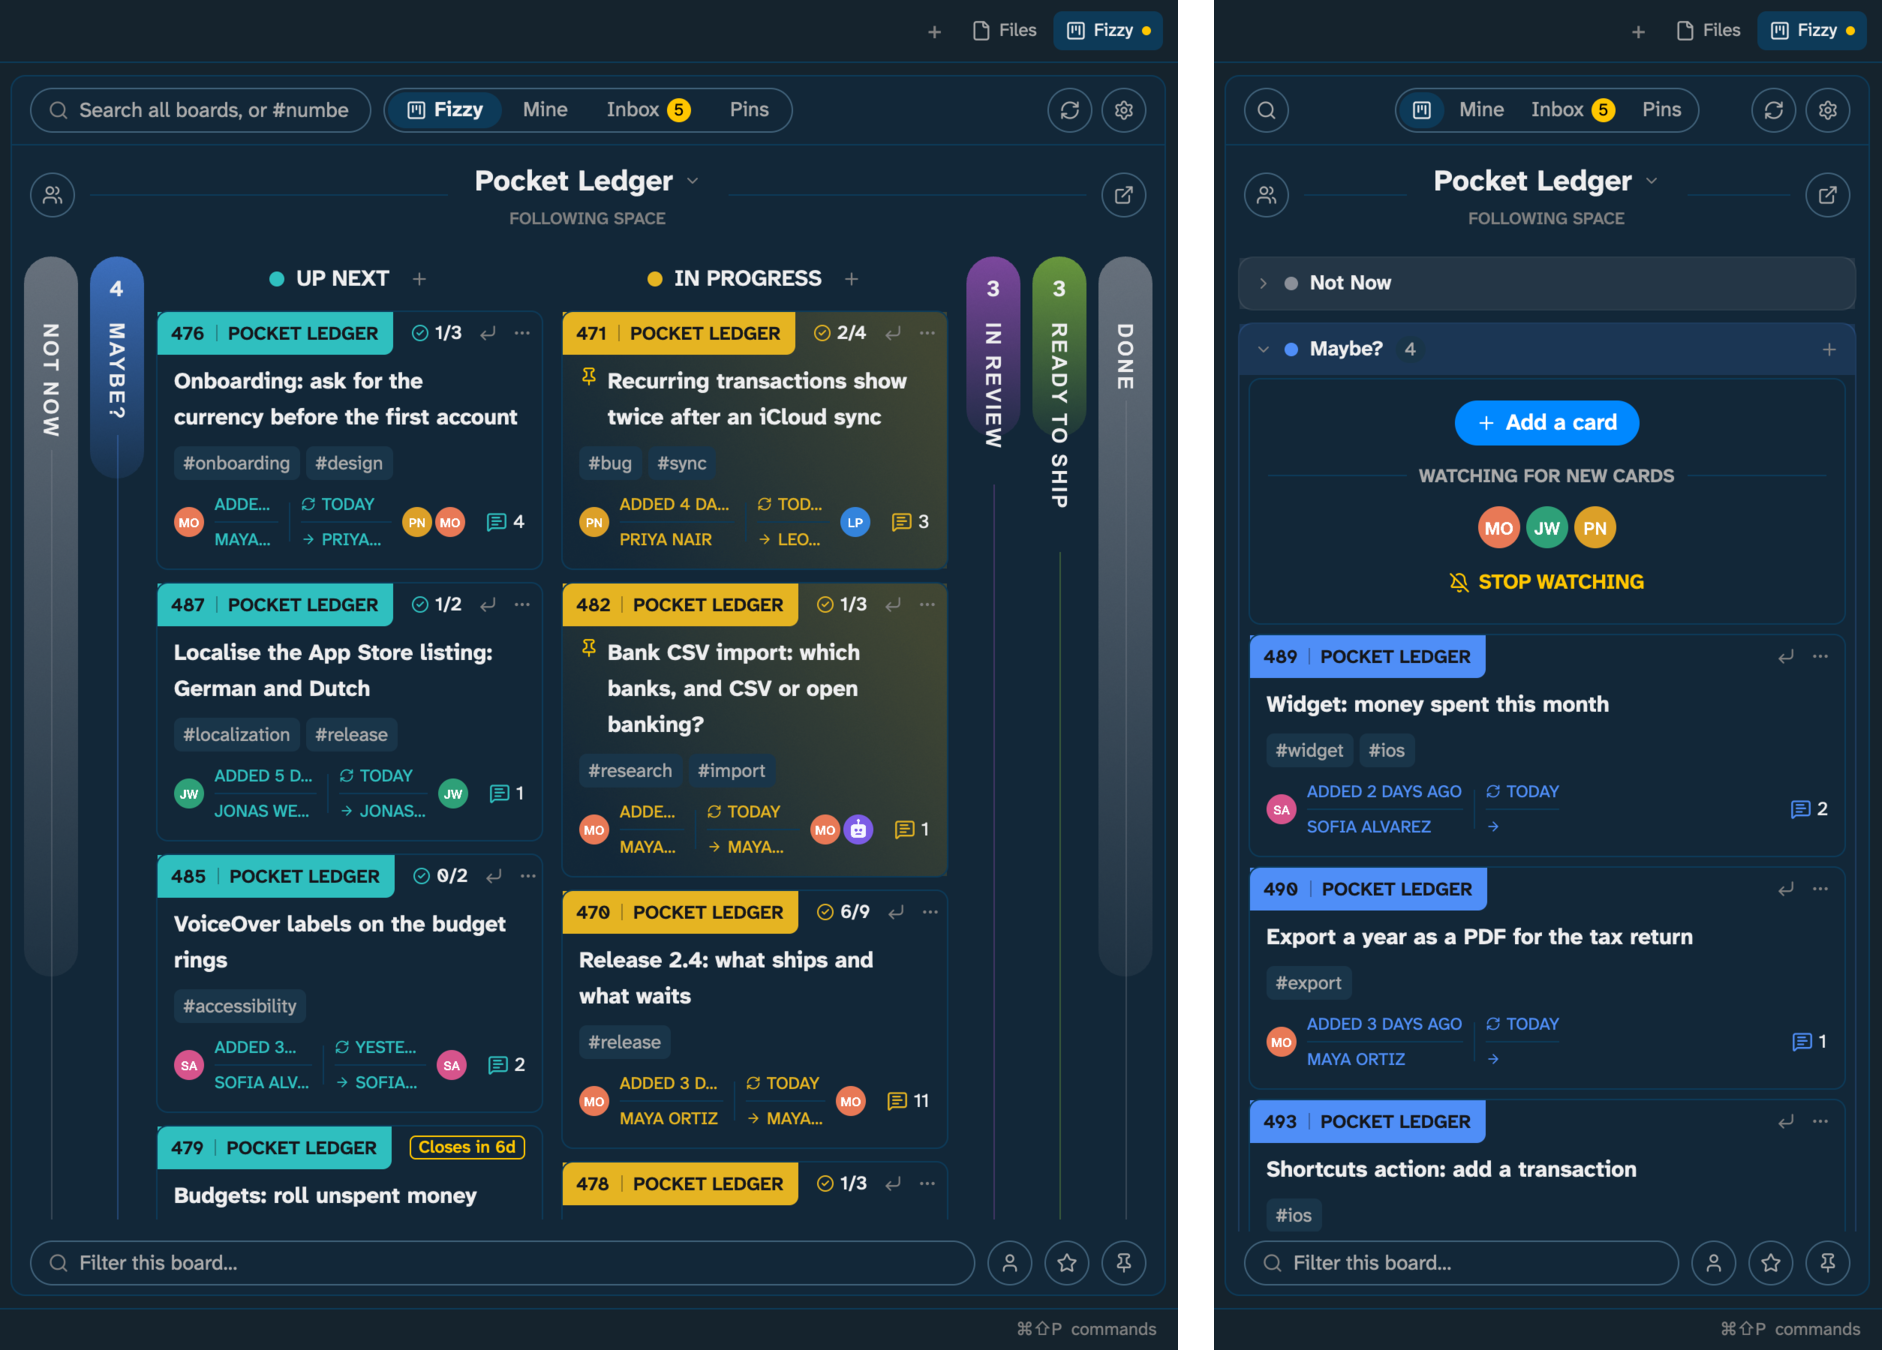 + Files Fizzy
Search all boards, or #numbe Fizzy Mine Inbox 5 Pins
Pocket Ledger
FOLLOWING SPACE
NOT NOW
4 MAYBE?
UP NEXT +
476 | POCKET LEDGER 1/3
Onboarding: ask for the
currency before the first account
#onboarding #design
MO ADDE... TODAY PN MO 4
MAYA... → PRIYA...
487 | POCKET LEDGER 1/2
Localise the App Store listing:
German and Dutch
#localization #release
JW ADDED 5 D... TODAY JW 1
JONAS WE... → JONAS...
485 | POCKET LEDGER 0/2
VoiceOver labels on the budget
rings
#accessibility
SA ADDED 3... YESTE... SA 2
SOFIA ALV... → SOFIA...
479 | POCKET LEDGER Closes in 6d
Budgets: roll unspent money
IN PROGRESS +
471 | POCKET LEDGER 2/4
Recurring transactions show
twice after an iCloud sync
#bug #sync
PN ADDED 4 DA... TOD... LP 3
PRIYA NAIR → LEO...
482 | POCKET LEDGER 1/3
Bank CSV import: which
banks, and CSV or open
banking?
#research #import
MO ADDE... TODAY MO 1
MAYA... → MAYA...
470 | POCKET LEDGER 6/9
Release 2.4: what ships and
what waits
#release
MO ADDED 3 D... TODAY MO 11
MAYA ORTIZ → MAYA...
478 | POCKET LEDGER 1/3
3 IN REVIEW
3 READY TO SHIP
DONE
Filter this board...
⌘⇧P commands
+ Files Fizzy
Mine Inbox 5 Pins
Pocket Ledger
FOLLOWING SPACE
Not Now
Maybe? 4 +
+ Add a card
WATCHING FOR NEW CARDS
MO JW PN
STOP WATCHING
489 | POCKET LEDGER
Widget: money spent this month
#widget #ios
SA ADDED 2 DAYS AGO TODAY 2
SOFIA ALVAREZ →
490 | POCKET LEDGER
Export a year as a PDF for the tax return
#export
MO ADDED 3 DAYS AGO TODAY 1
MAYA ORTIZ →
493 | POCKET LEDGER
Shortcuts action: add a transaction
#ios
Filter this board...
⌘⇧P commands